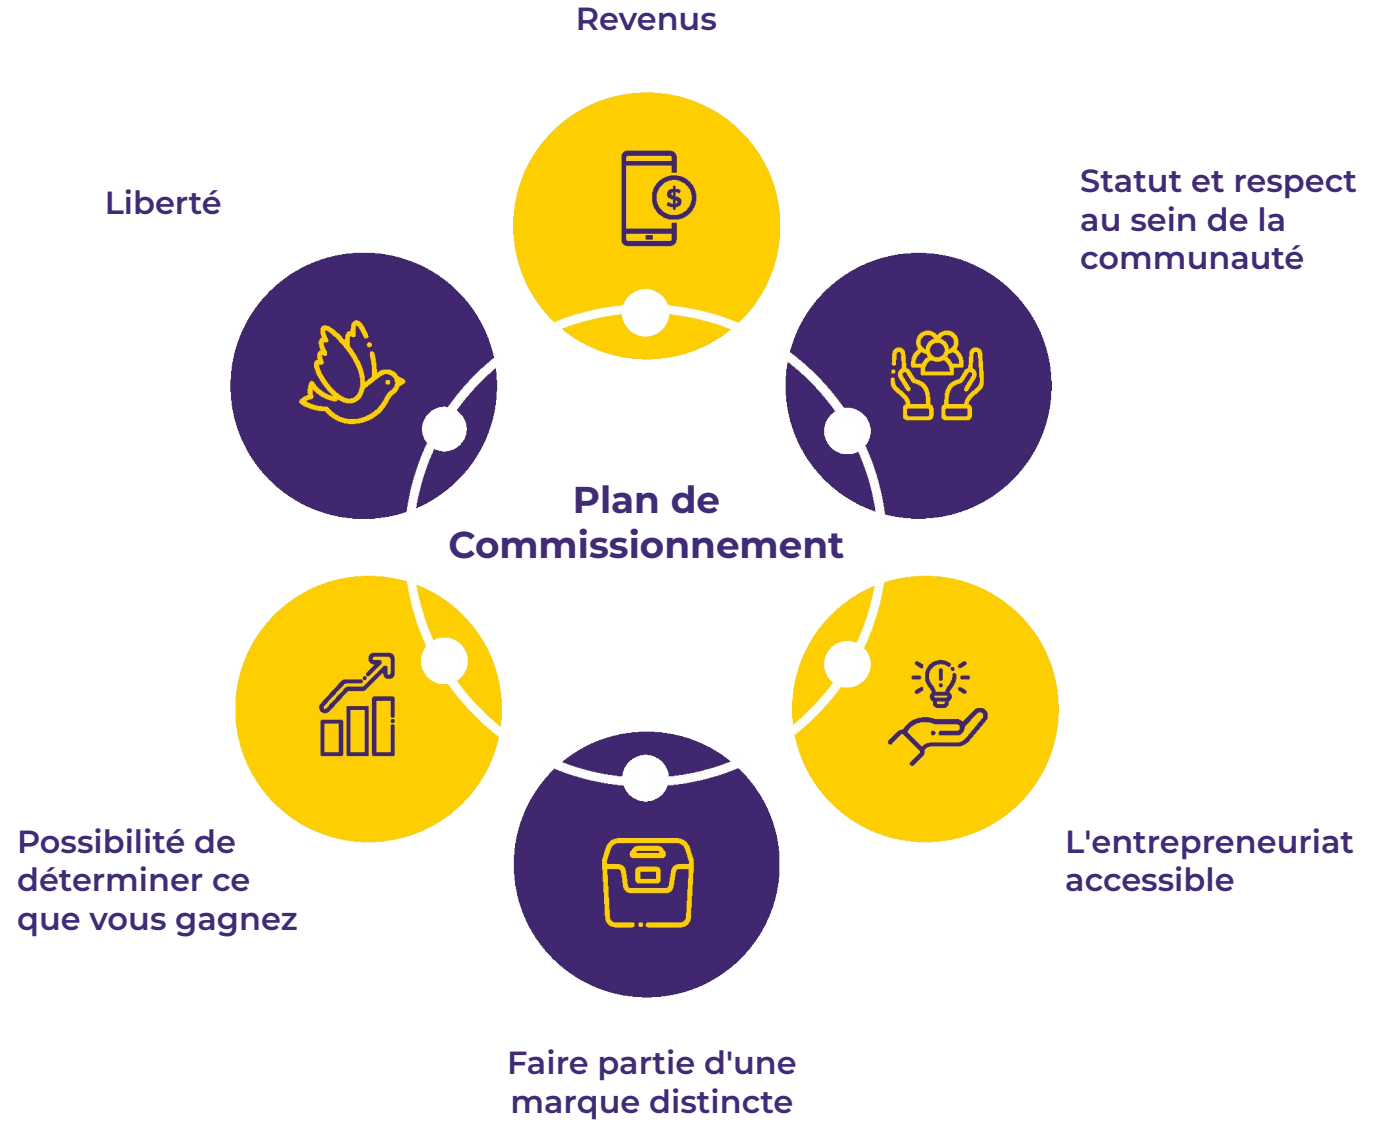 Revenus
Liberté
Statut et respect
au sein de la
communauté
$
Plan de
Commissionnement
Possibilité de
déterminer ce
que vous gagnez
L'entrepreneuriat
accessible
Faire partie d'une
marque distincte